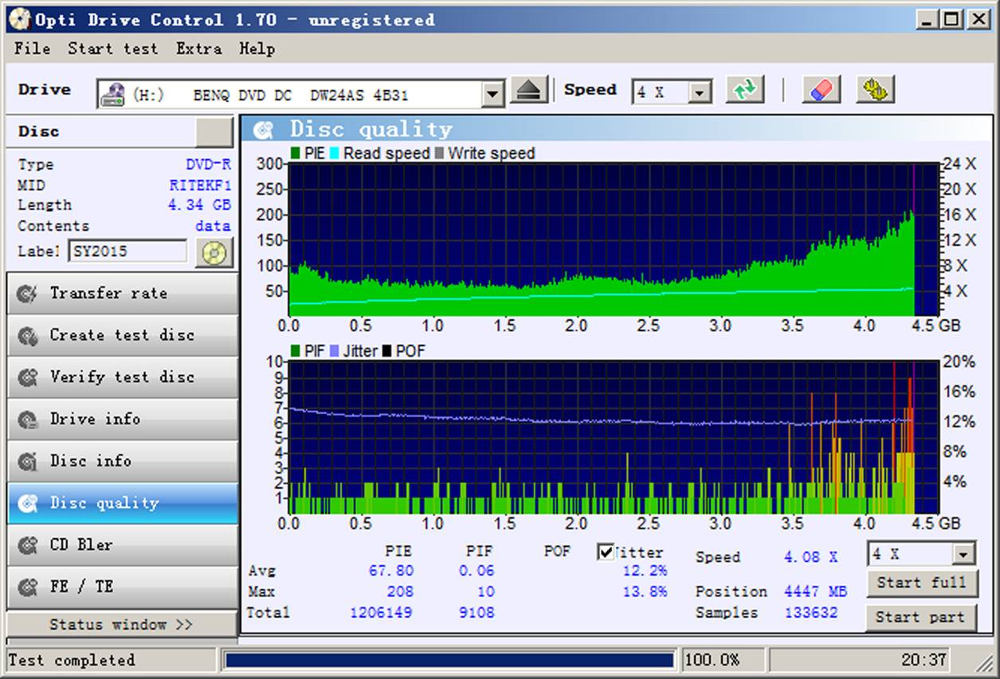 Opti Drive Control 1.70 - unregistered
File Start test Extra Help
Drive (H:) BENQ DVD DC DW24AS 4B31 Speed 4 X
Disc
Type DVD-R
MID RITEKF1
Length 4.34 GB
Contents data
Label SY2015
Transfer rate
Create test disc
Verify test disc
Drive info
Disc info
Disc quality
CD Bler
FE / TE
Status window >>
Disc quality
PIE Read speed Write speed
300 24 X
250 20 X
200 16 X
150 12 X
100 8 X
50 4 X
0.0 0.5 1.0 1.5 2.0 2.5 3.0 3.5 4.0 4.5 GB
PIF Jitter POF
10 20%
9
8 16%
7
6 12%
5
4 8%
3
2 4%
1
0.0 0.5 1.0 1.5 2.0 2.5 3.0 3.5 4.0 4.5 GB
PIE PIF POF Jitter
Avg 67.80 0.06 12.2%
Max 208 10 13.8%
Total 1206149 9108
Speed 4.08 X
Position 4447 MB
Samples 133632
4 X
Start full
Start part
Test completed 100.0% 20:37